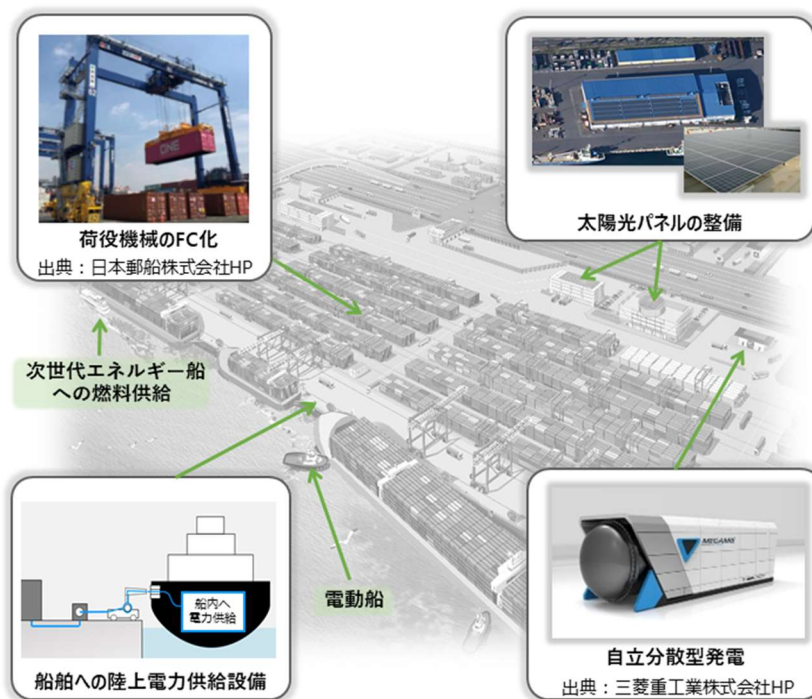 ONE
荷役機械のFC化
出典：日本郵船株式会社HP
太陽光パネルの整備
次世代エネルギー船
への燃料供給
船内へ
電力供給
船舶への陸上電力供給設備
電動船
MEGAMIE
自立分散型発電
出典：三菱重工業株式会社HP